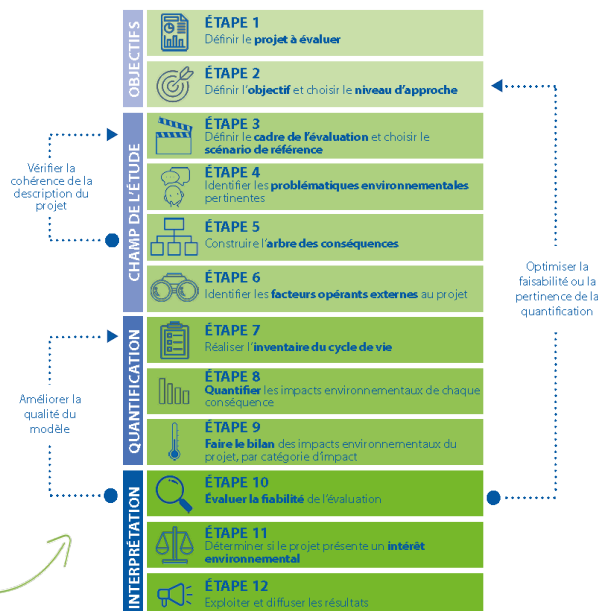 OBJECTIFS
ÉTAPE 1
Définir le projet à évaluer
ÉTAPE 2
Définir l'objectif et choisir le niveau d'approche
CHAMP DE L'ÉTUDE
ÉTAPE 3
Définir le cadre de l'évaluation et choisir le
scénario de référence
ÉTAPE 4
Identifier les problématiques environnementales
pertinentes
ÉTAPE 5
Construire l'arbre des conséquences
ÉTAPE 6
Identifier les facteurs opérants externes au projet
Vérifier la
cohérence de la
description du
projet
QUANTIFICATION
ÉTAPE 7
Réaliser l'inventaire du cycle de vie
ÉTAPE 8
Quantifier les impacts environnementaux de chaque
conséquence
ÉTAPE 9
Faire le bilan des impacts environnementaux du
projet, par catégorie d'impact
Améliorer la
qualité du
modèle
INTERPRÉTATION
ÉTAPE 10
Évaluer la fiabilité de l'évaluation
ÉTAPE 11
Déterminer si le projet présente un intérêt
environnemental
ÉTAPE 12
Exploiter et diffuser les résultats
Optimiser la
faisabilité ou la
pertinence de la
quantification